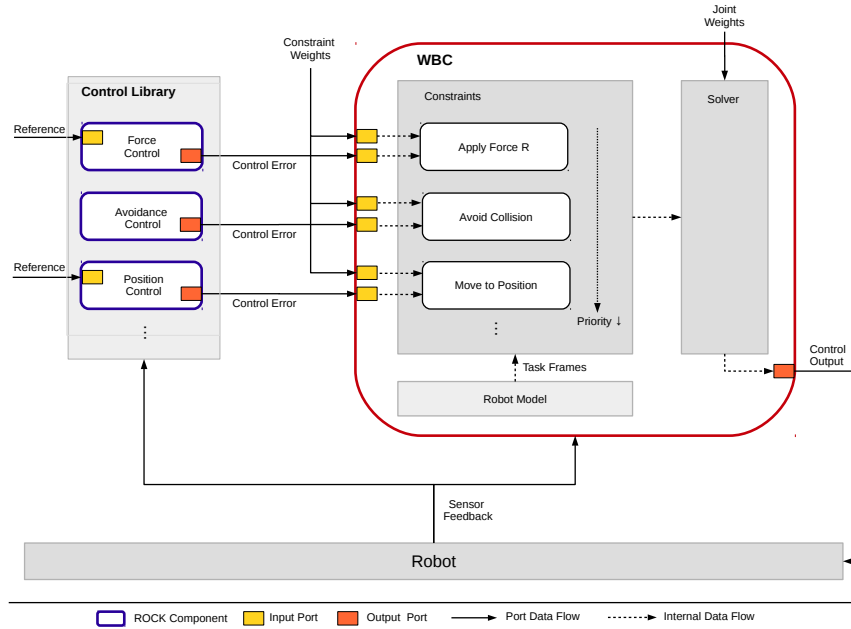 Joint
Weights
Constraint
Weights
WBC
Control Library
Constraints
Solver
Reference
Force
Control
Apply Force R
Control Error
Avoidance
Control
Avoid Collision
Control Error
Reference
Position
Control
Move to Position
Control Error
Priority ↓
⋮
⋮
Control
Output
Task Frames
Robot Model
Sensor
Feedback
Robot
ROCK Component
Input Port
Output Port
Port Data Flow
Internal Data Flow